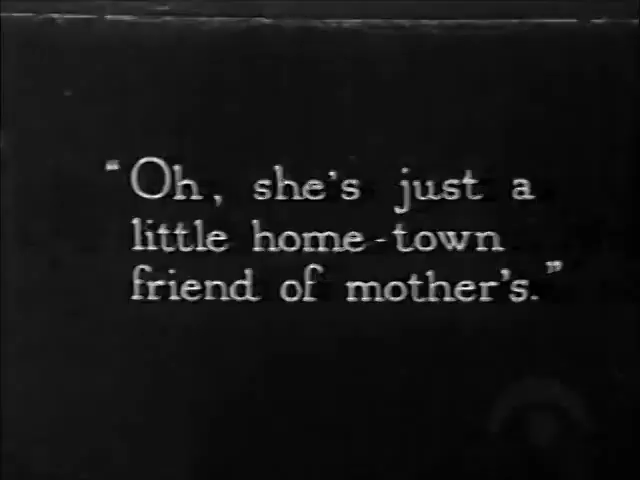 “Oh, she's just a
little home-town
friend of mother's.”